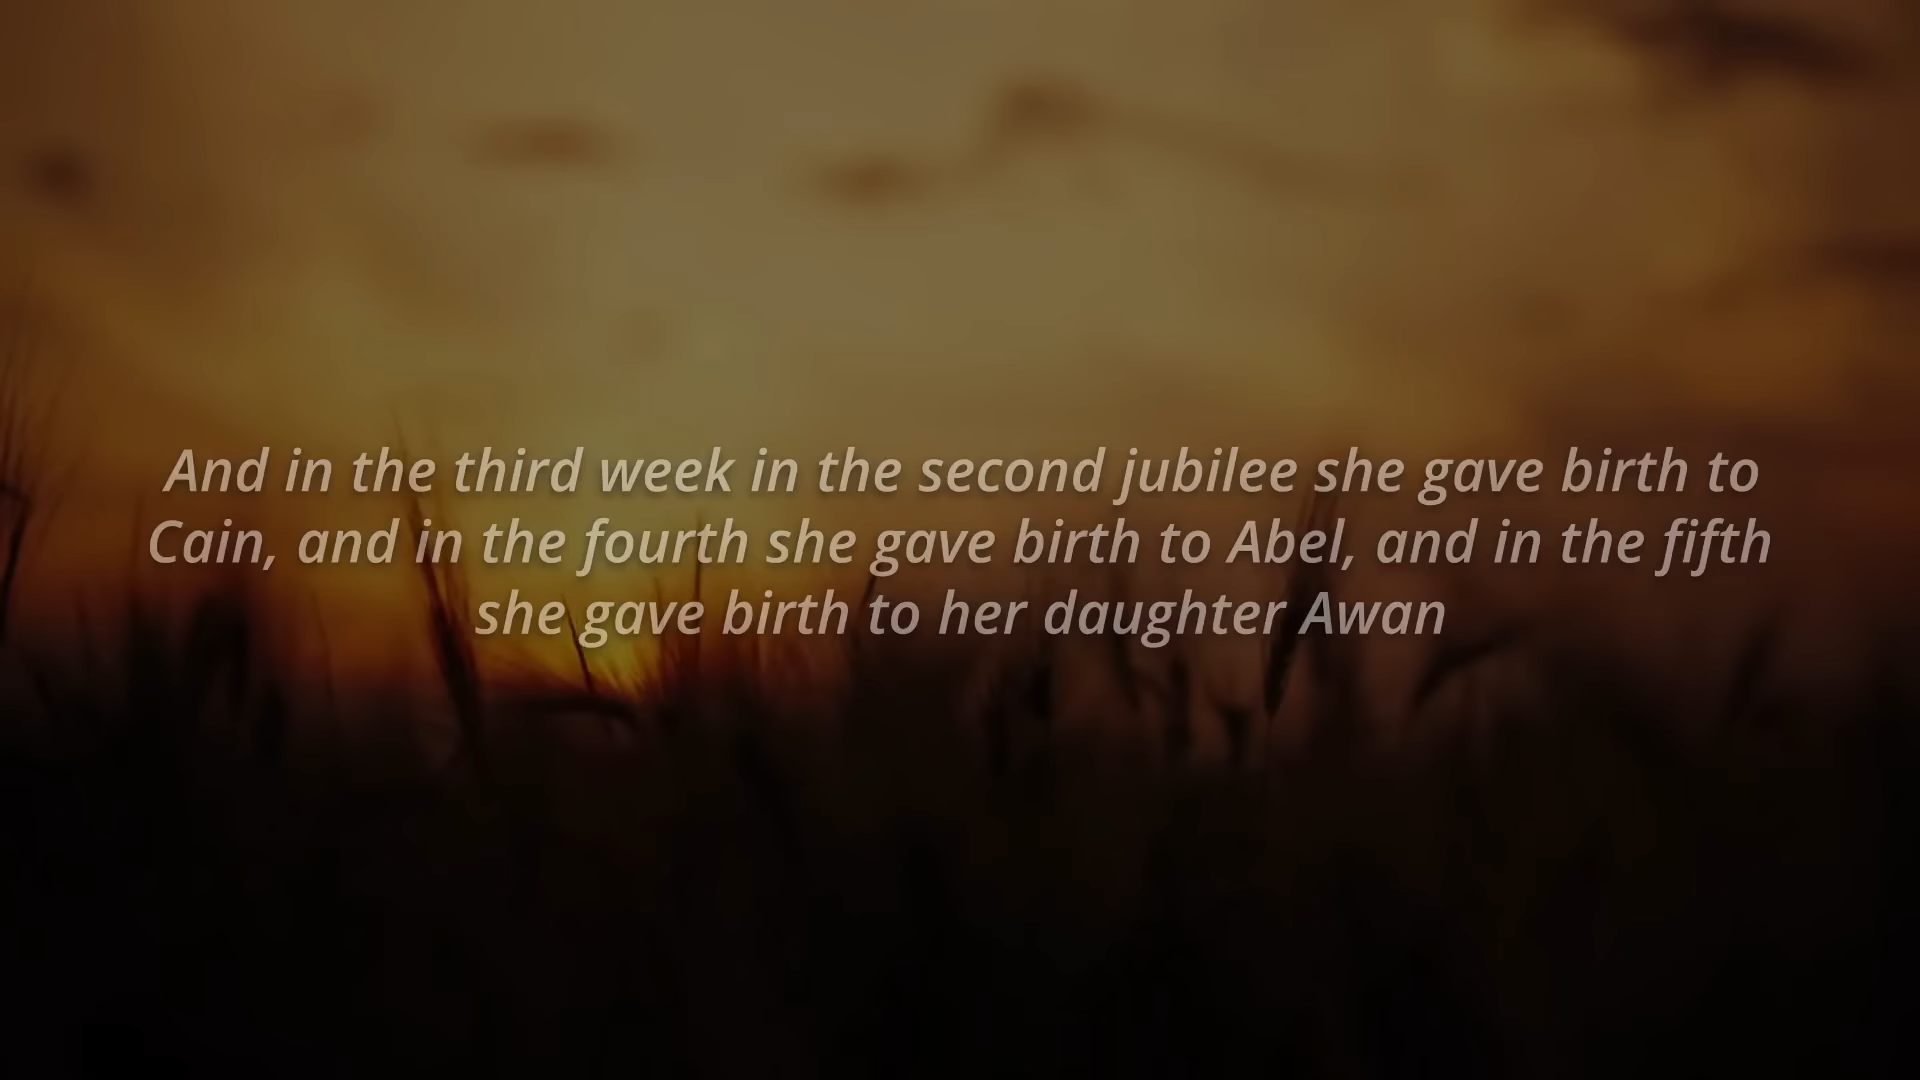 And in the third week in the second jubilee she gave birth to
Cain, and in the fourth she gave birth to Abel, and in the fifth
she gave birth to her daughter Awan